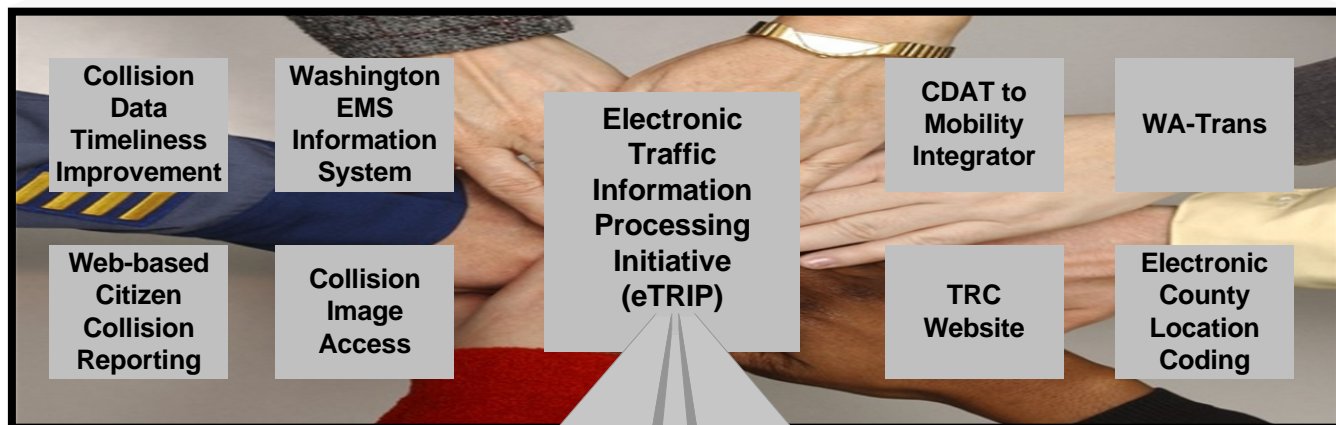 Collision
Data
Timeliness
Improvement
Washington
EMS
Information
System
Electronic
Traffic
Information
Processing
Initiative
(eTRIP)
CDAT to
Mobility
Integrator
WA-Trans
Web-based
Citizen
Collision
Reporting
Collision
Image
Access
TRC
Website
Electronic
County
Location
Coding